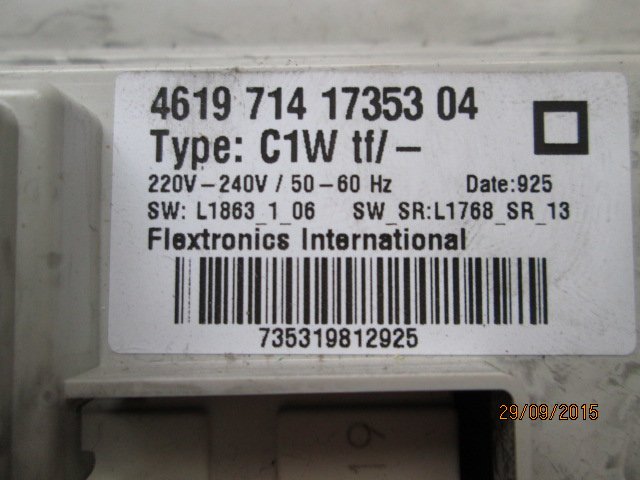 4619 714 17353 04
Type: C1W tf/–
220V–240V / 50–60 Hz Date:925
SW: L1863_1_06 SW_SR:L1768_SR_13
Flextronics International
735319812925
29/09/2015